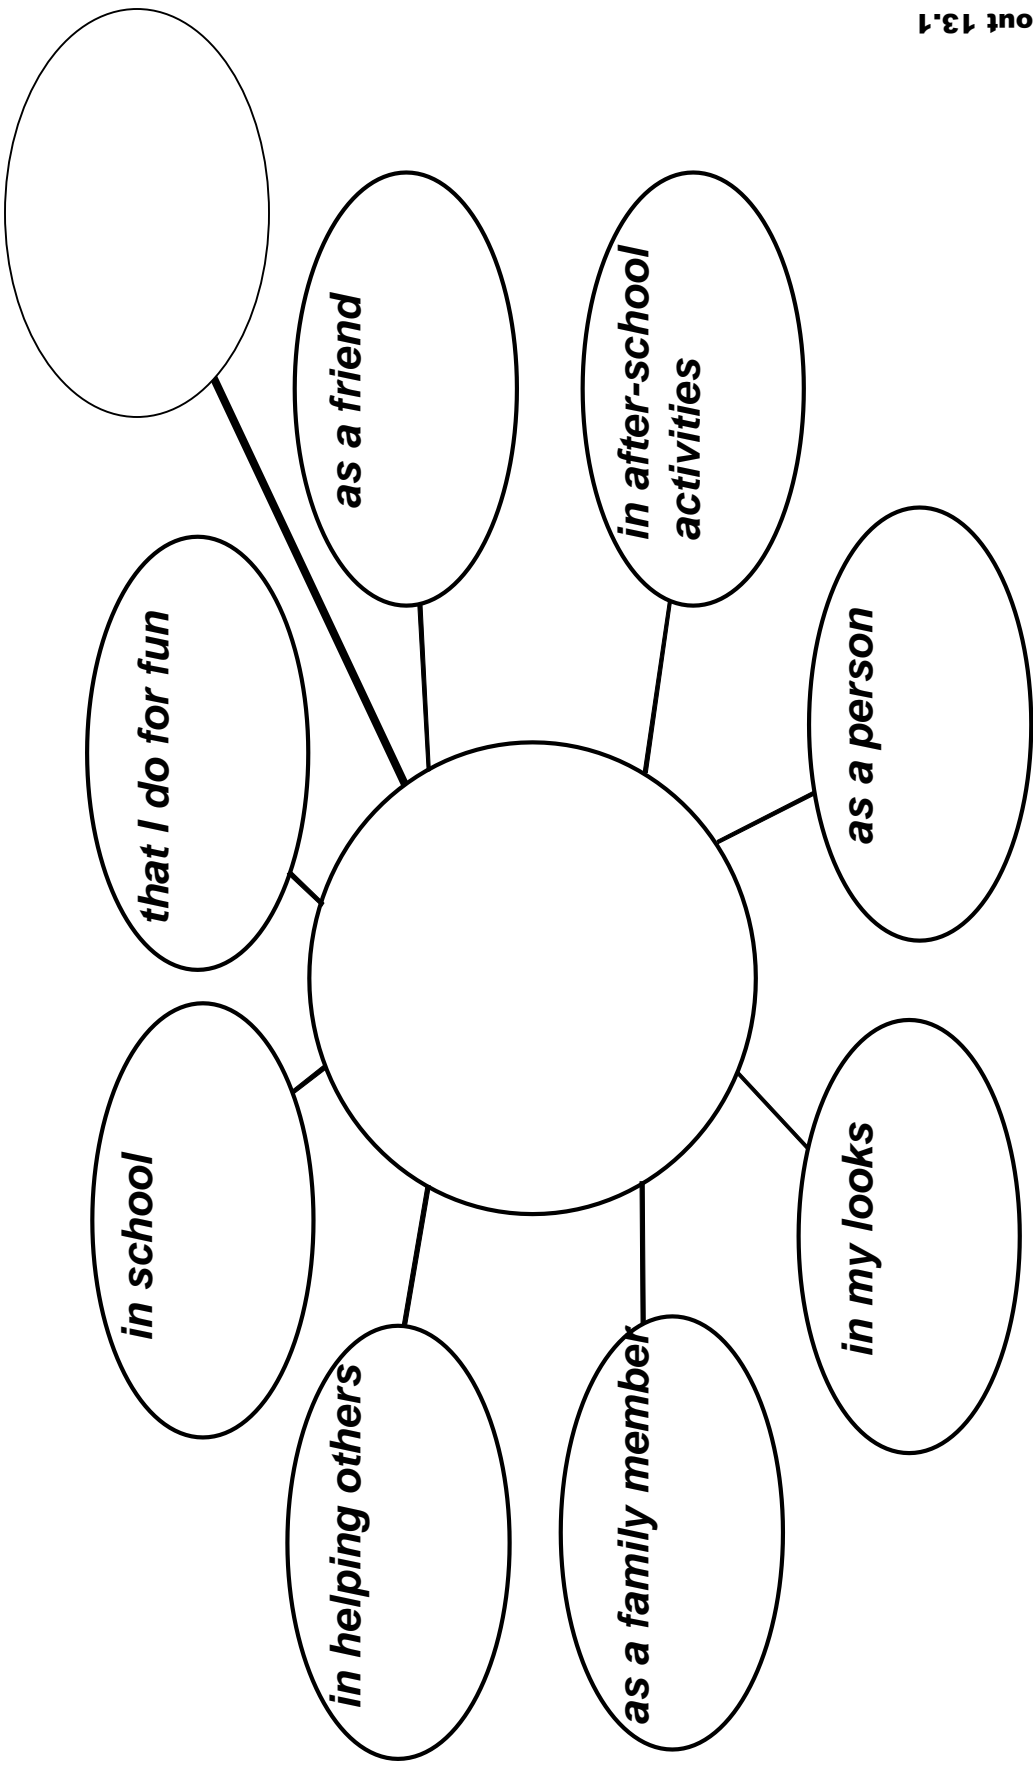 out 13.1
in school
that I do for fun
in helping others
as a friend
as a family member
in after-school
activities
in my looks
as a person